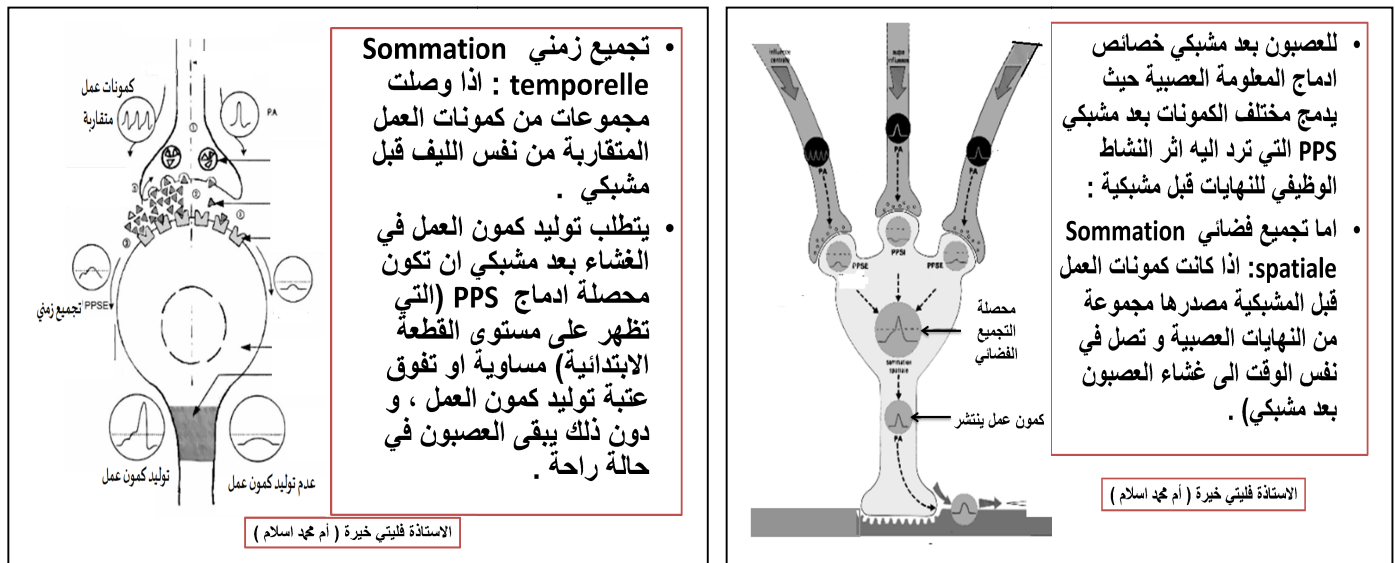 • للعصبون بعد مشبكي خصائص
ادماج المعلومة العصبية حيث
يدمج مختلف الكمونات بعد مشبكي
PPS التي ترد اليه اثر النشاط
الوظيفي للنهايات قبل مشبكية :
• اما تجميع فضائي Sommation
spatiale: اذا كانت كمونات العمل
قبل المشبكية مصدرها مجموعة
من النهايات العصبية و تصل في
نفس الوقت الى غشاء العصبون
بعد مشبكي) .
الاستاذة فليتي خيرة ( أم محمد اسلام )
influence
influence
PA
PA
PA
PPSE
PPSI
PPSE
محصلة
التجميع
الفضائي
sommation
spatiale
كمون عمل ينتشر
PA
• تجميع زمني Sommation
temporelle : اذا وصلت
مجموعات من كمونات العمل
المتقاربة من نفس الليف قبل
مشبكي .
• يتطلب توليد كمون العمل في
الغشاء بعد مشبكي ان تكون
محصلة ادماج PPS (التي
تظهر على مستوى القطعة
الابتدائية) مساوية او تفوق
عتبة توليد كمون العمل ، و
دون ذلك يبقى العصبون في
حالة راحة .
الاستاذة فليتي خيرة ( أم محمد اسلام )
كمونات عمل
متقاربة
PA
PPSE
تجميع زمني
توليد كمون عمل
عدم توليد كمون عمل